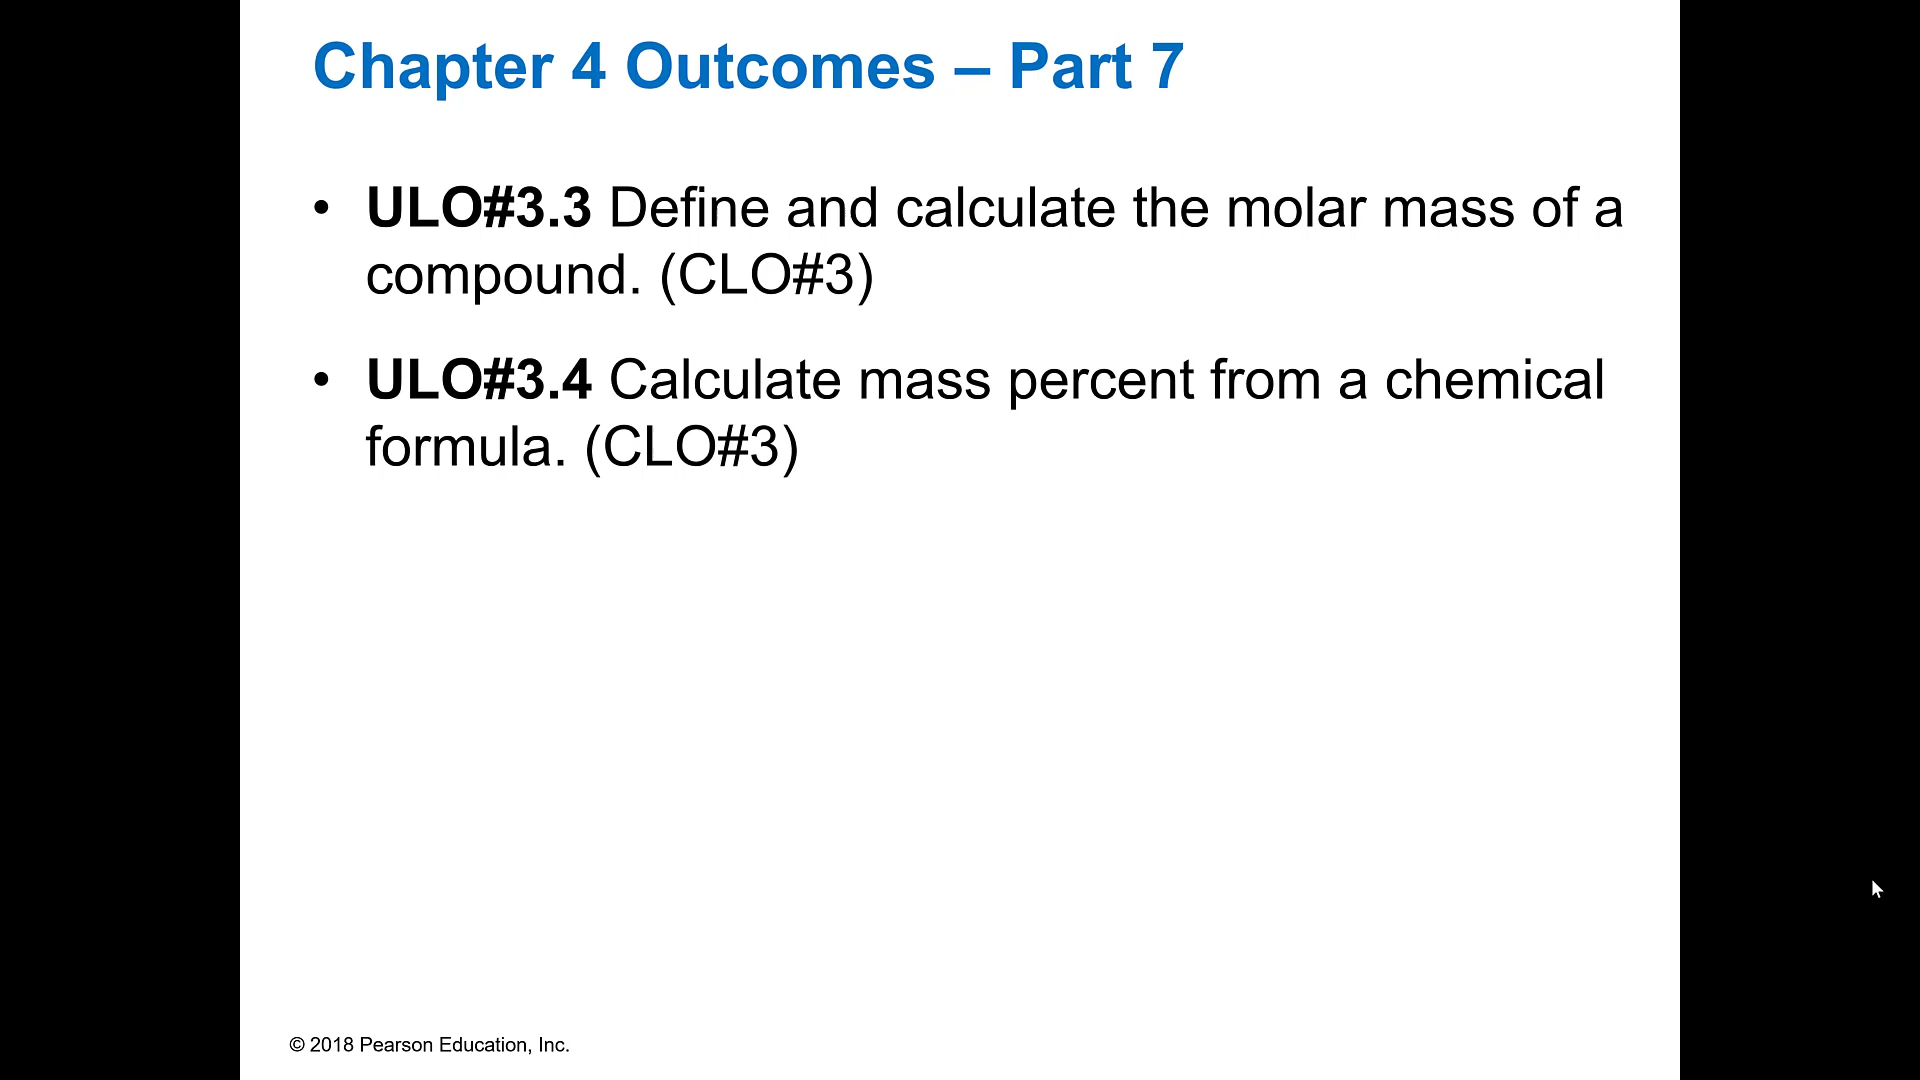 Chapter 4 Outcomes – Part 7
• ULO#3.3 Define and calculate the molar mass of a
compound. (CLO#3)
• ULO#3.4 Calculate mass percent from a chemical
formula. (CLO#3)
© 2018 Pearson Education, Inc.